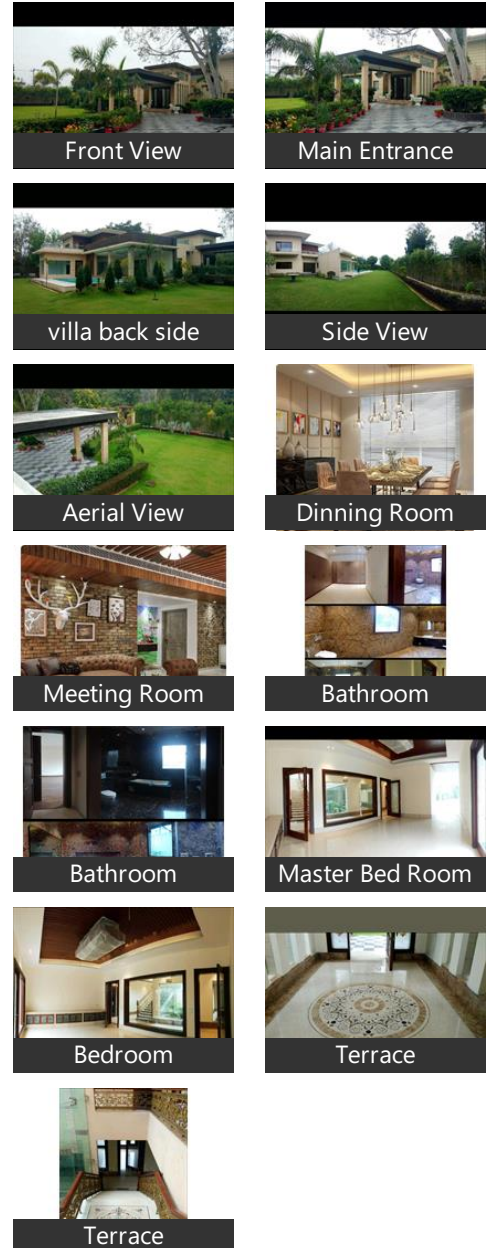 Front View
Main Entrance
villa back side
Side View
Aerial View
Dinning Room
Meeting Room
Bathroom
Bathroom
Master Bed Room
Bedroom
Terrace
Terrace